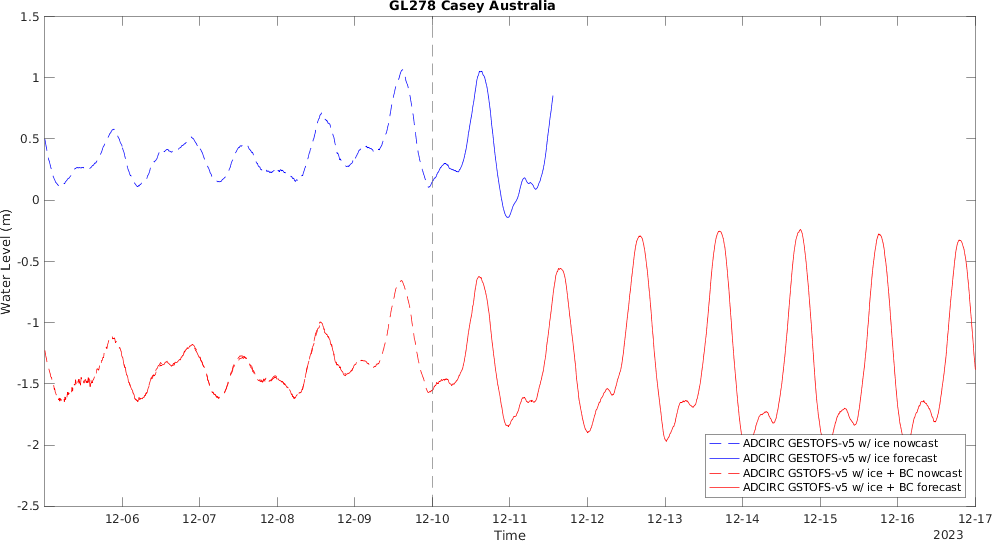 GL278 Casey Australia
1.5
1
0.5
0
-0.5
-1
-1.5
-2
-2.5
Water Level (m)
ADCIRC GESTOFS-v5 w/ ice nowcast
ADCIRC GESTOFS-v5 w/ ice forecast
ADCIRC GSTOFS-v5 w/ ice + BC nowcast
ADCIRC GSTOFS-v5 w/ ice + BC forecast
12-06 12-07 12-08 12-09 12-10 12-11 12-12 12-13 12-14 12-15 12-16 12-17
Time
2023